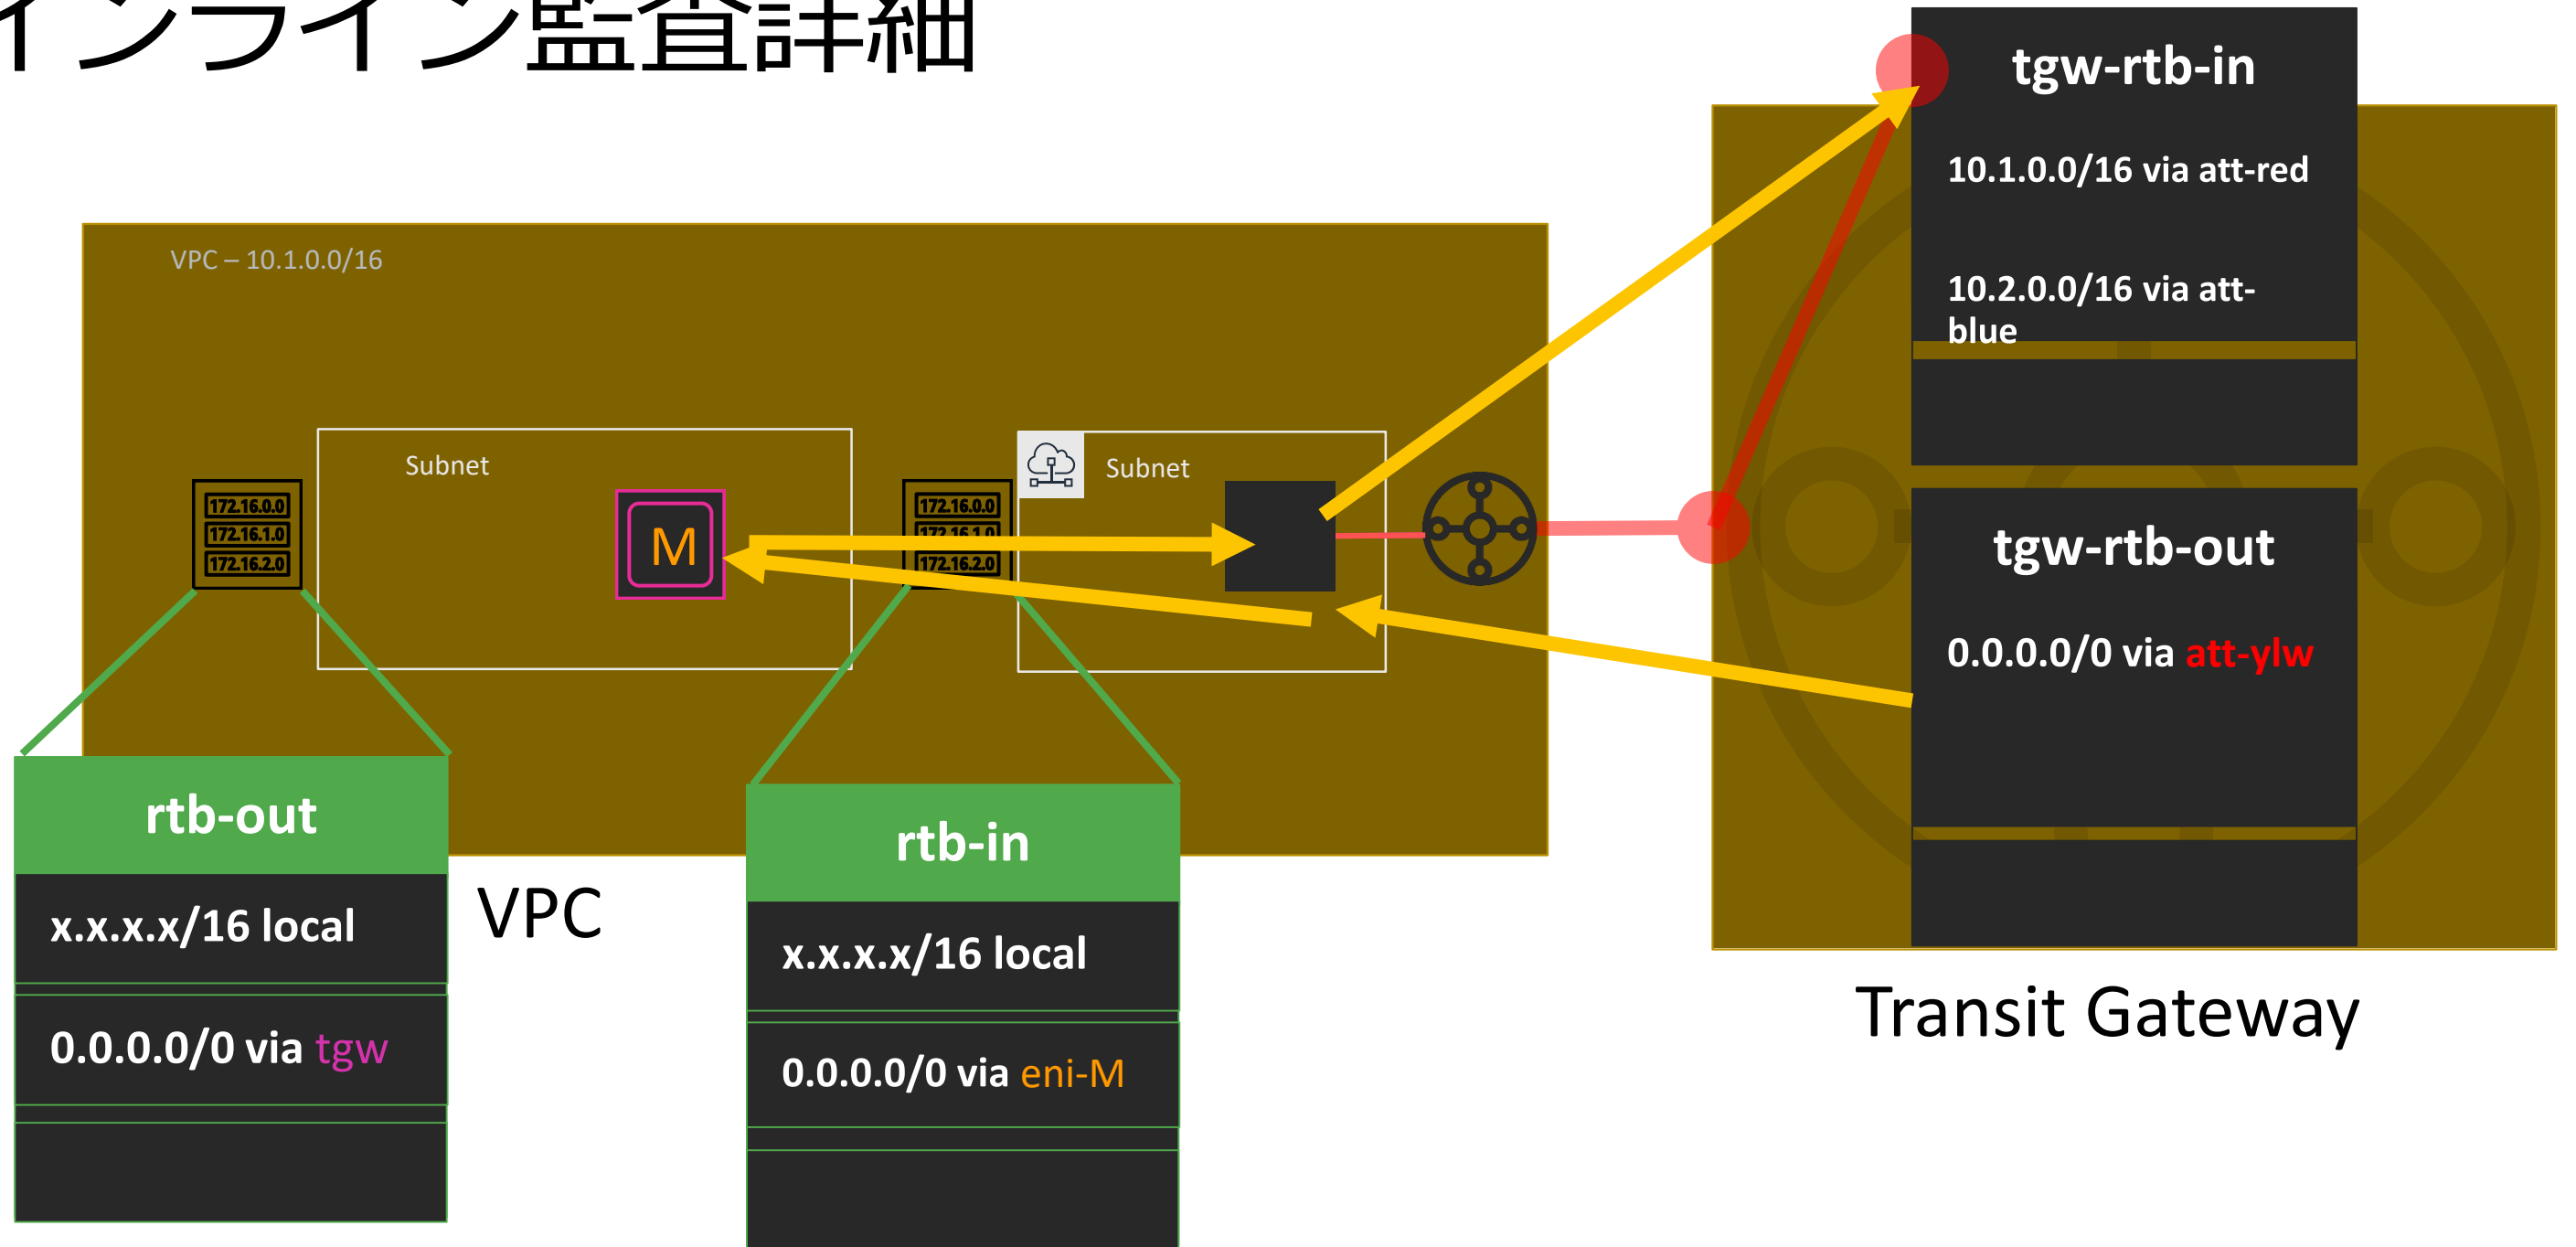 インライン監査詳細
tgw-rtb-in
10.1.0.0/16 via att-red
10.2.0.0/16 via att-
blue
VPC – 10.1.0.0/16
Subnet
172.16.0.0
172.16.1.0
172.16.2.0
M
172.16.0.0
172.16.1.0
172.16.2.0
Subnet
tgw-rtb-out
0.0.0.0/0 via att-ylw
rtb-out
x.x.x.x/16 local
0.0.0.0/0 via tgw
VPC
rtb-in
x.x.x.x/16 local
0.0.0.0/0 via eni-M
Transit Gateway